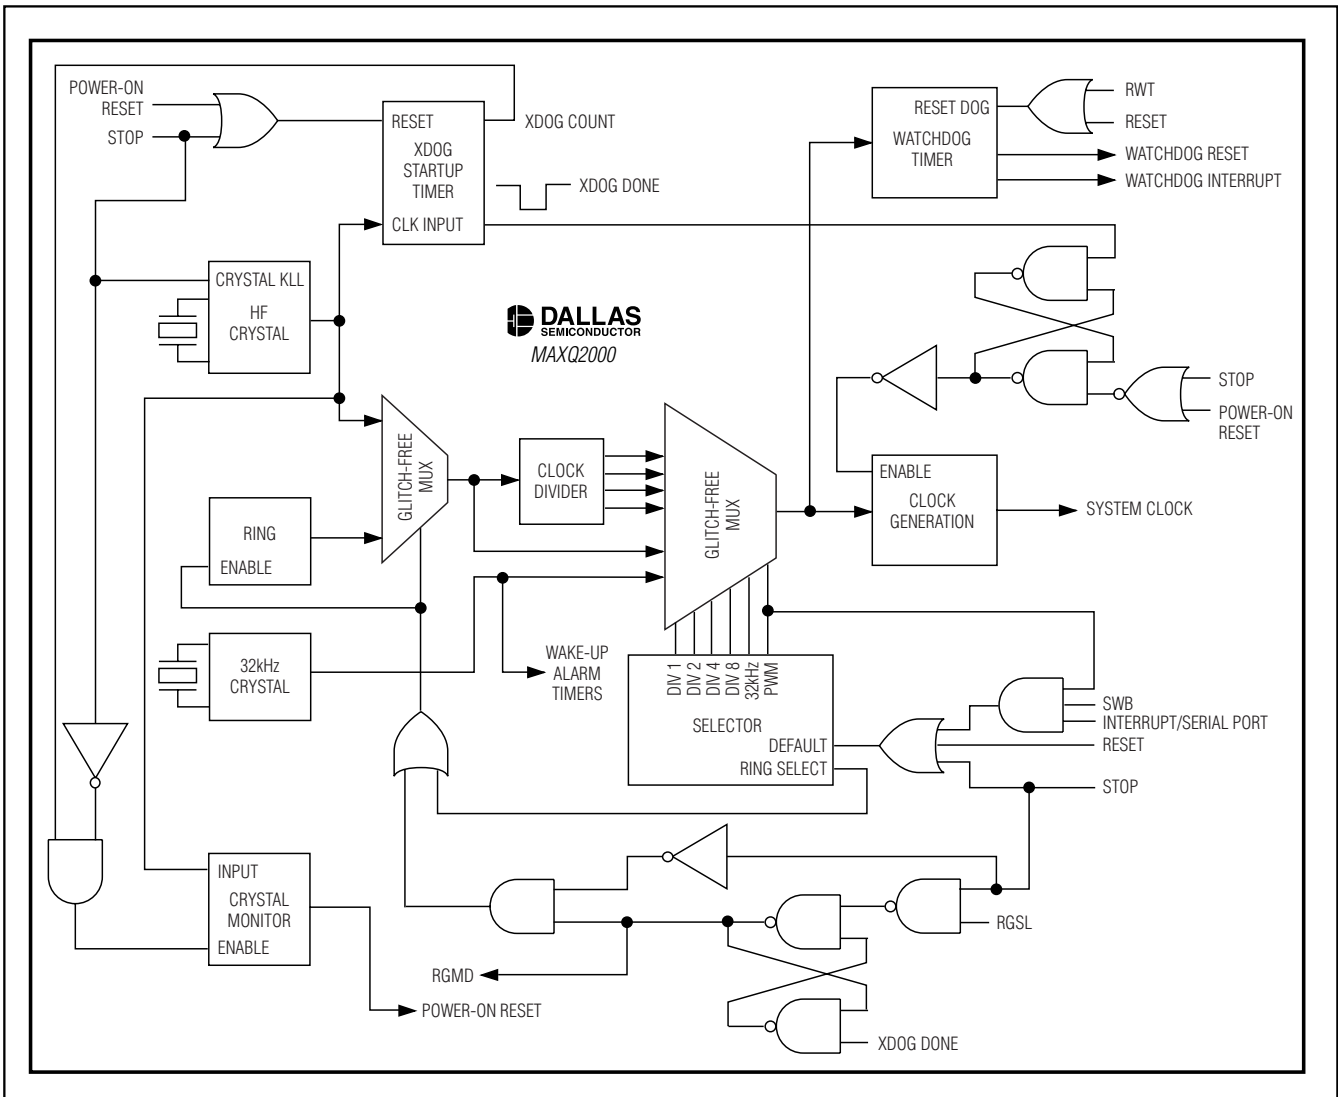 POWER-ON
RESET
STOP
RESET
XDOG
STARTUP
TIMER
CLK INPUT
XDOG COUNT
XDOG DONE
RESET DOG
WATCHDOG
TIMER
RWT
RESET
WATCHDOG RESET
WATCHDOG INTERRUPT
CRYSTAL KLL
HF
CRYSTAL
DALLAS
SEMICONDUCTOR
MAXQ2000
STOP
POWER-ON
RESET
GLITCH-FREE
MUX
CLOCK
DIVIDER
GLITCH-FREE
MUX
ENABLE
CLOCK
GENERATION
SYSTEM CLOCK
RING
ENABLE
32kHz
CRYSTAL
WAKE-UP
ALARM
TIMERS
DIV 1
DIV 2
DIV 4
DIV 8
32kHz
PWM
SELECTOR
DEFAULT
RING SELECT
SWB
INTERRUPT/SERIAL PORT
RESET
STOP
INPUT
CRYSTAL
MONITOR
ENABLE
RGSL
RGMD
POWER-ON RESET
XDOG DONE